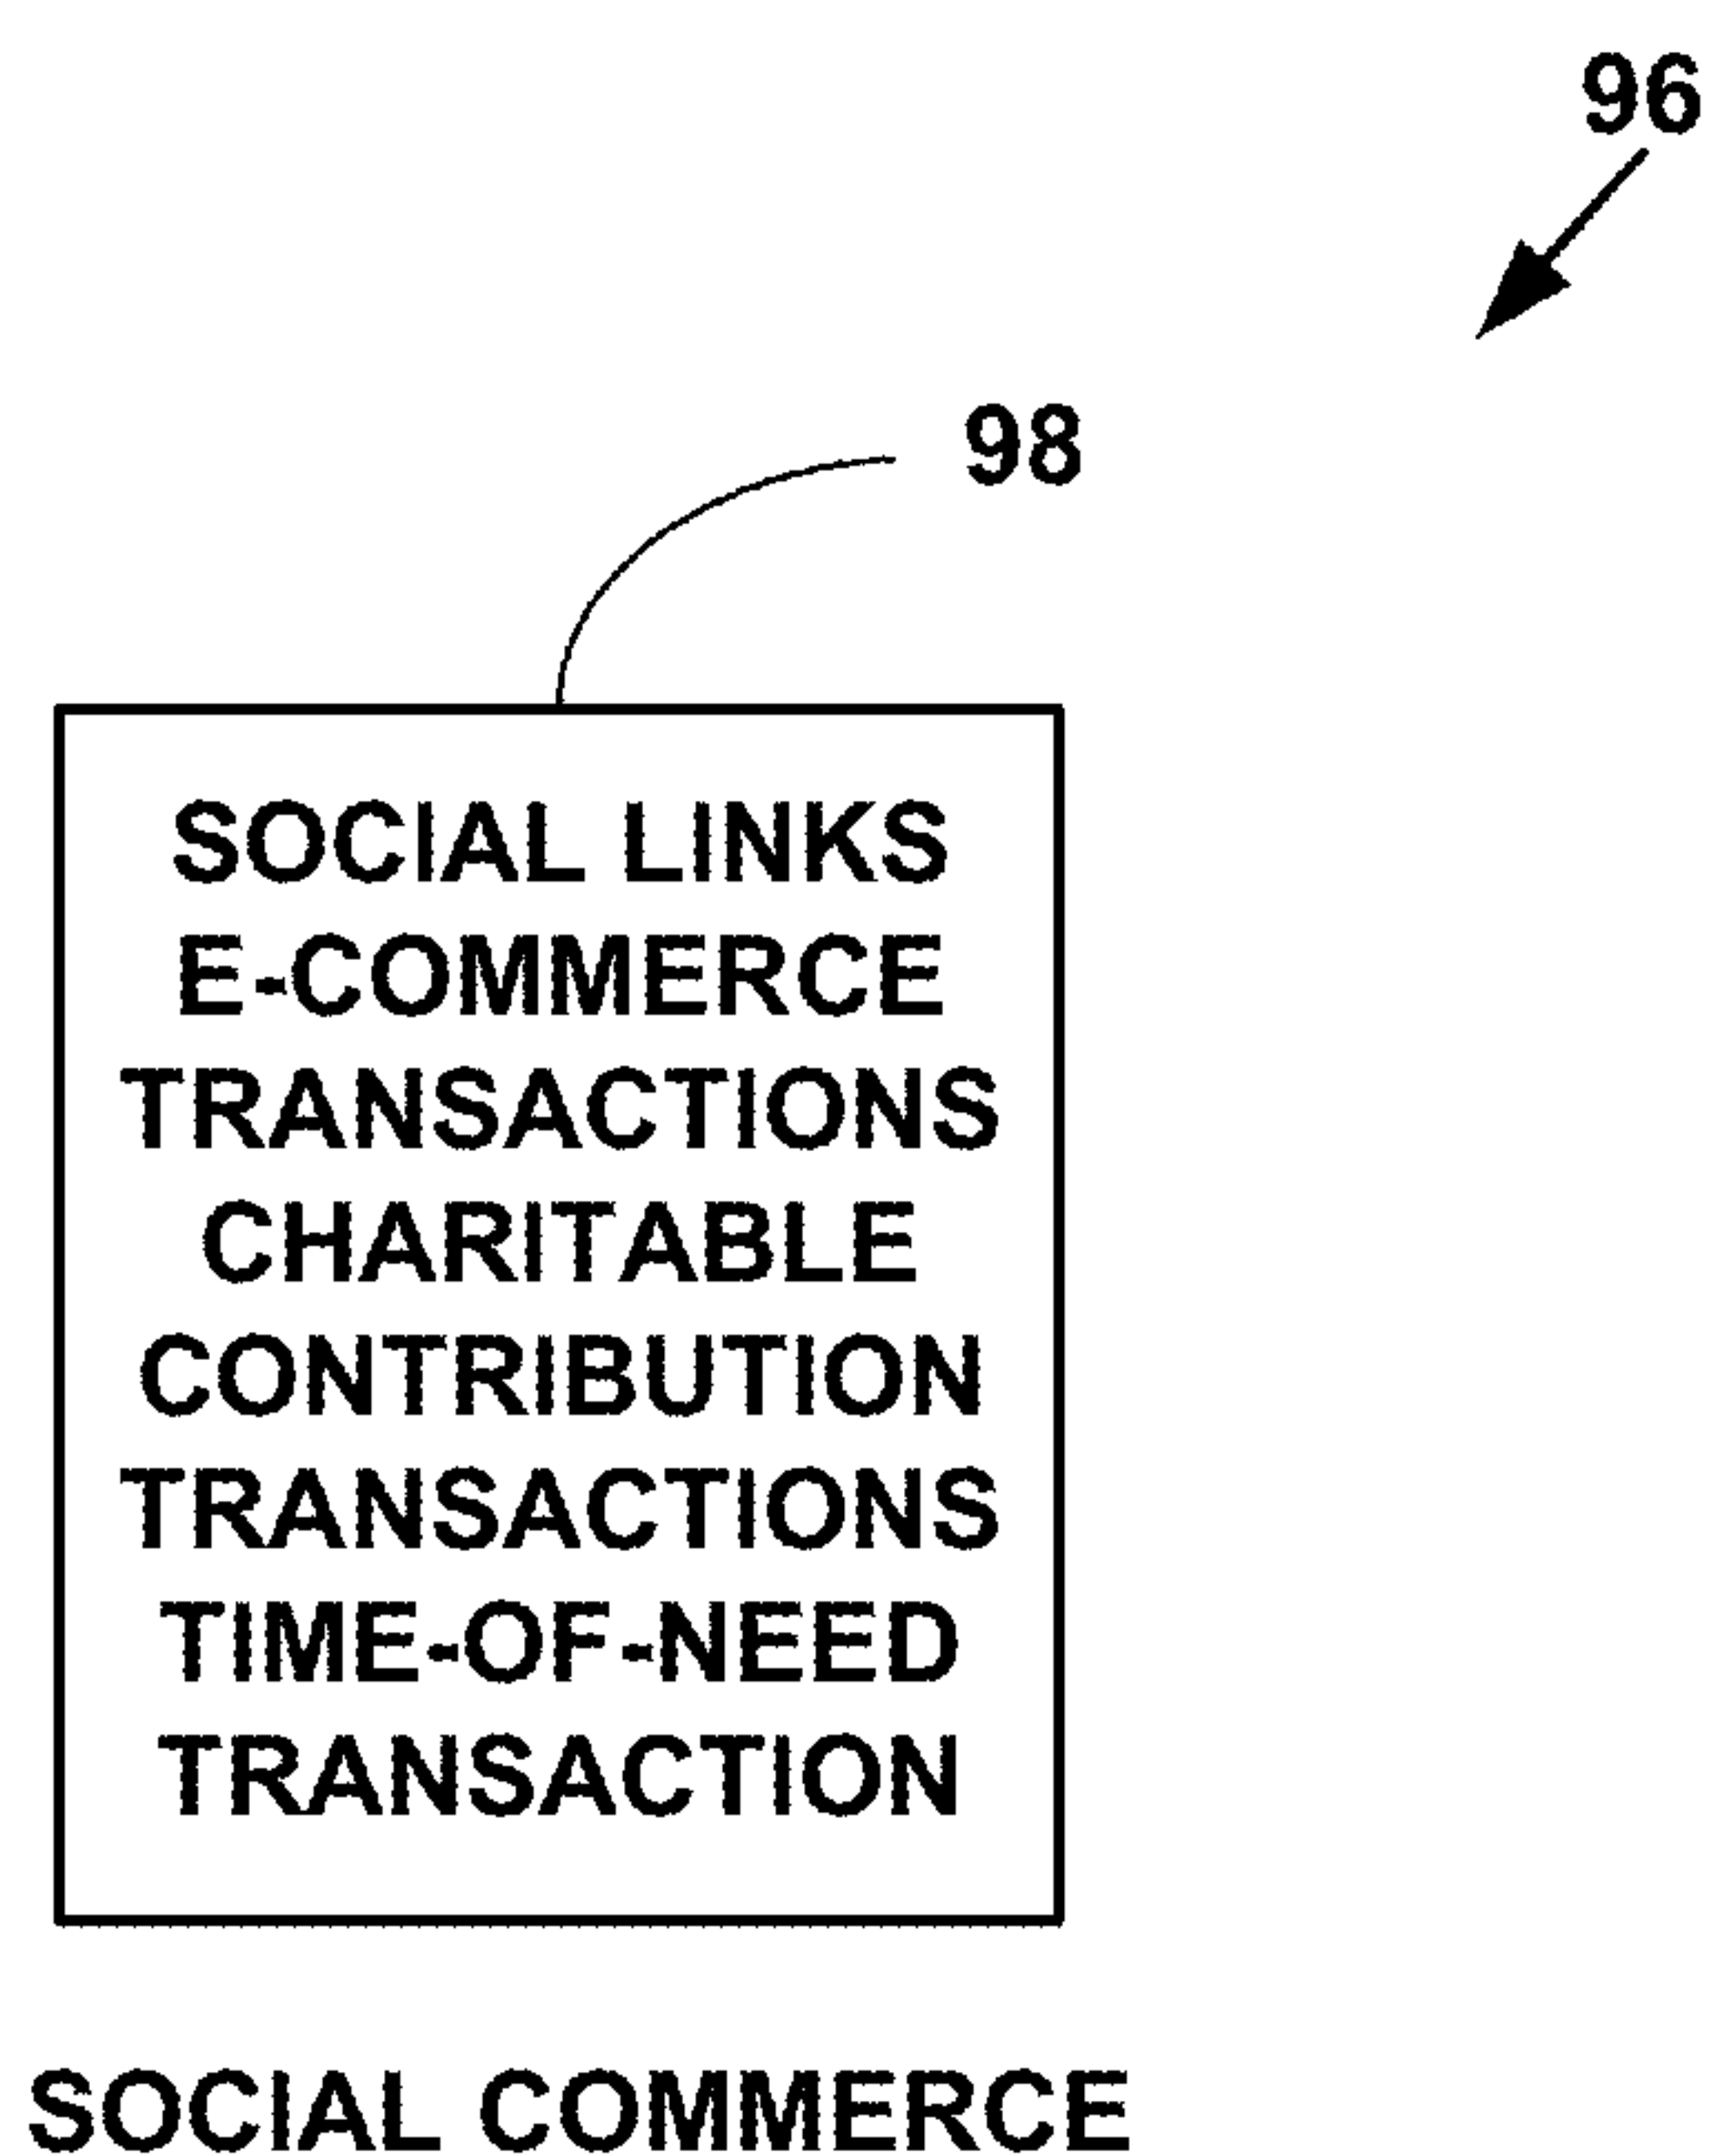 96
98
SOCIAL LINKS
E-COMMERCE
TRANSACTIONS
CHARITABLE
CONTRIBUTION
TRANSACTIONS
TIME-OF-NEED
TRANSACTION
SOCIAL COMMERCE